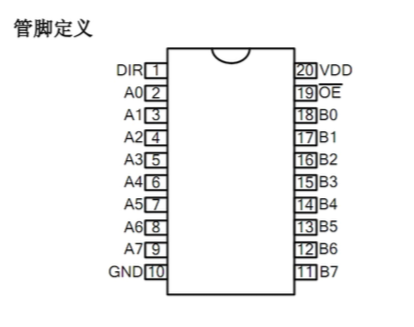 管脚定义
DIR 1 20 VDD
A0 2 19 O̅E̅
A1 3 18 B0
A2 4 17 B1
A3 5 16 B2
A4 6 15 B3
A5 7 14 B4
A6 8 13 B5
A7 9 12 B6
GND 10 11 B7